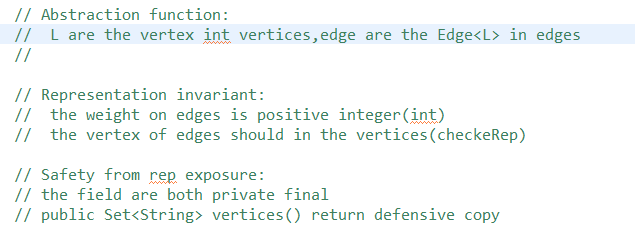 // Abstraction function:
//  L are the vertex int vertices,edge are the Edge<L> in edges
//
// Representation invariant:
//  the weight on edges is positive integer(int)
//  the vertex of edges should in the vertices(checkeRep)
// Safety from rep exposure:
// the field are both private final
// public Set<String> vertices() return defensive copy